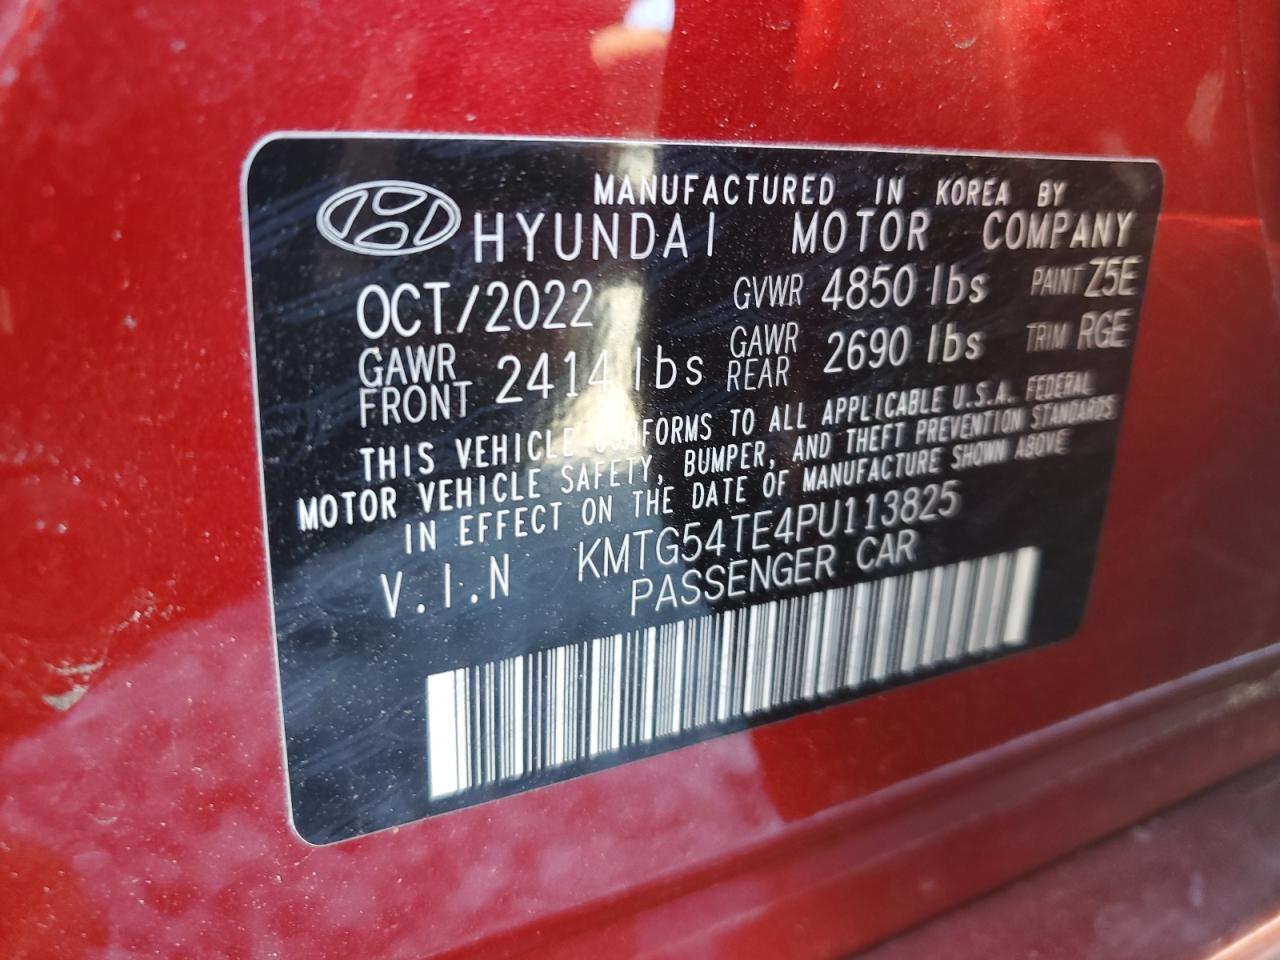 MANUFACTURED IN KOREA BY
HYUNDAI MOTOR COMPANY
OCT/2022 GVWR 4850 lbs PAINT Z5E
GAWR FRONT 2414 lbs GAWR REAR 2690 lbs TRIM RGE
THIS VEHICLE CONFORMS TO ALL APPLICABLE U.S.A. FEDERAL
MOTOR VEHICLE SAFETY, BUMPER, AND THEFT PREVENTION STANDARDS
IN EFFECT ON THE DATE OF MANUFACTURE SHOWN ABOVE
V.I.N KMTG54TE4PU113825
PASSENGER CAR